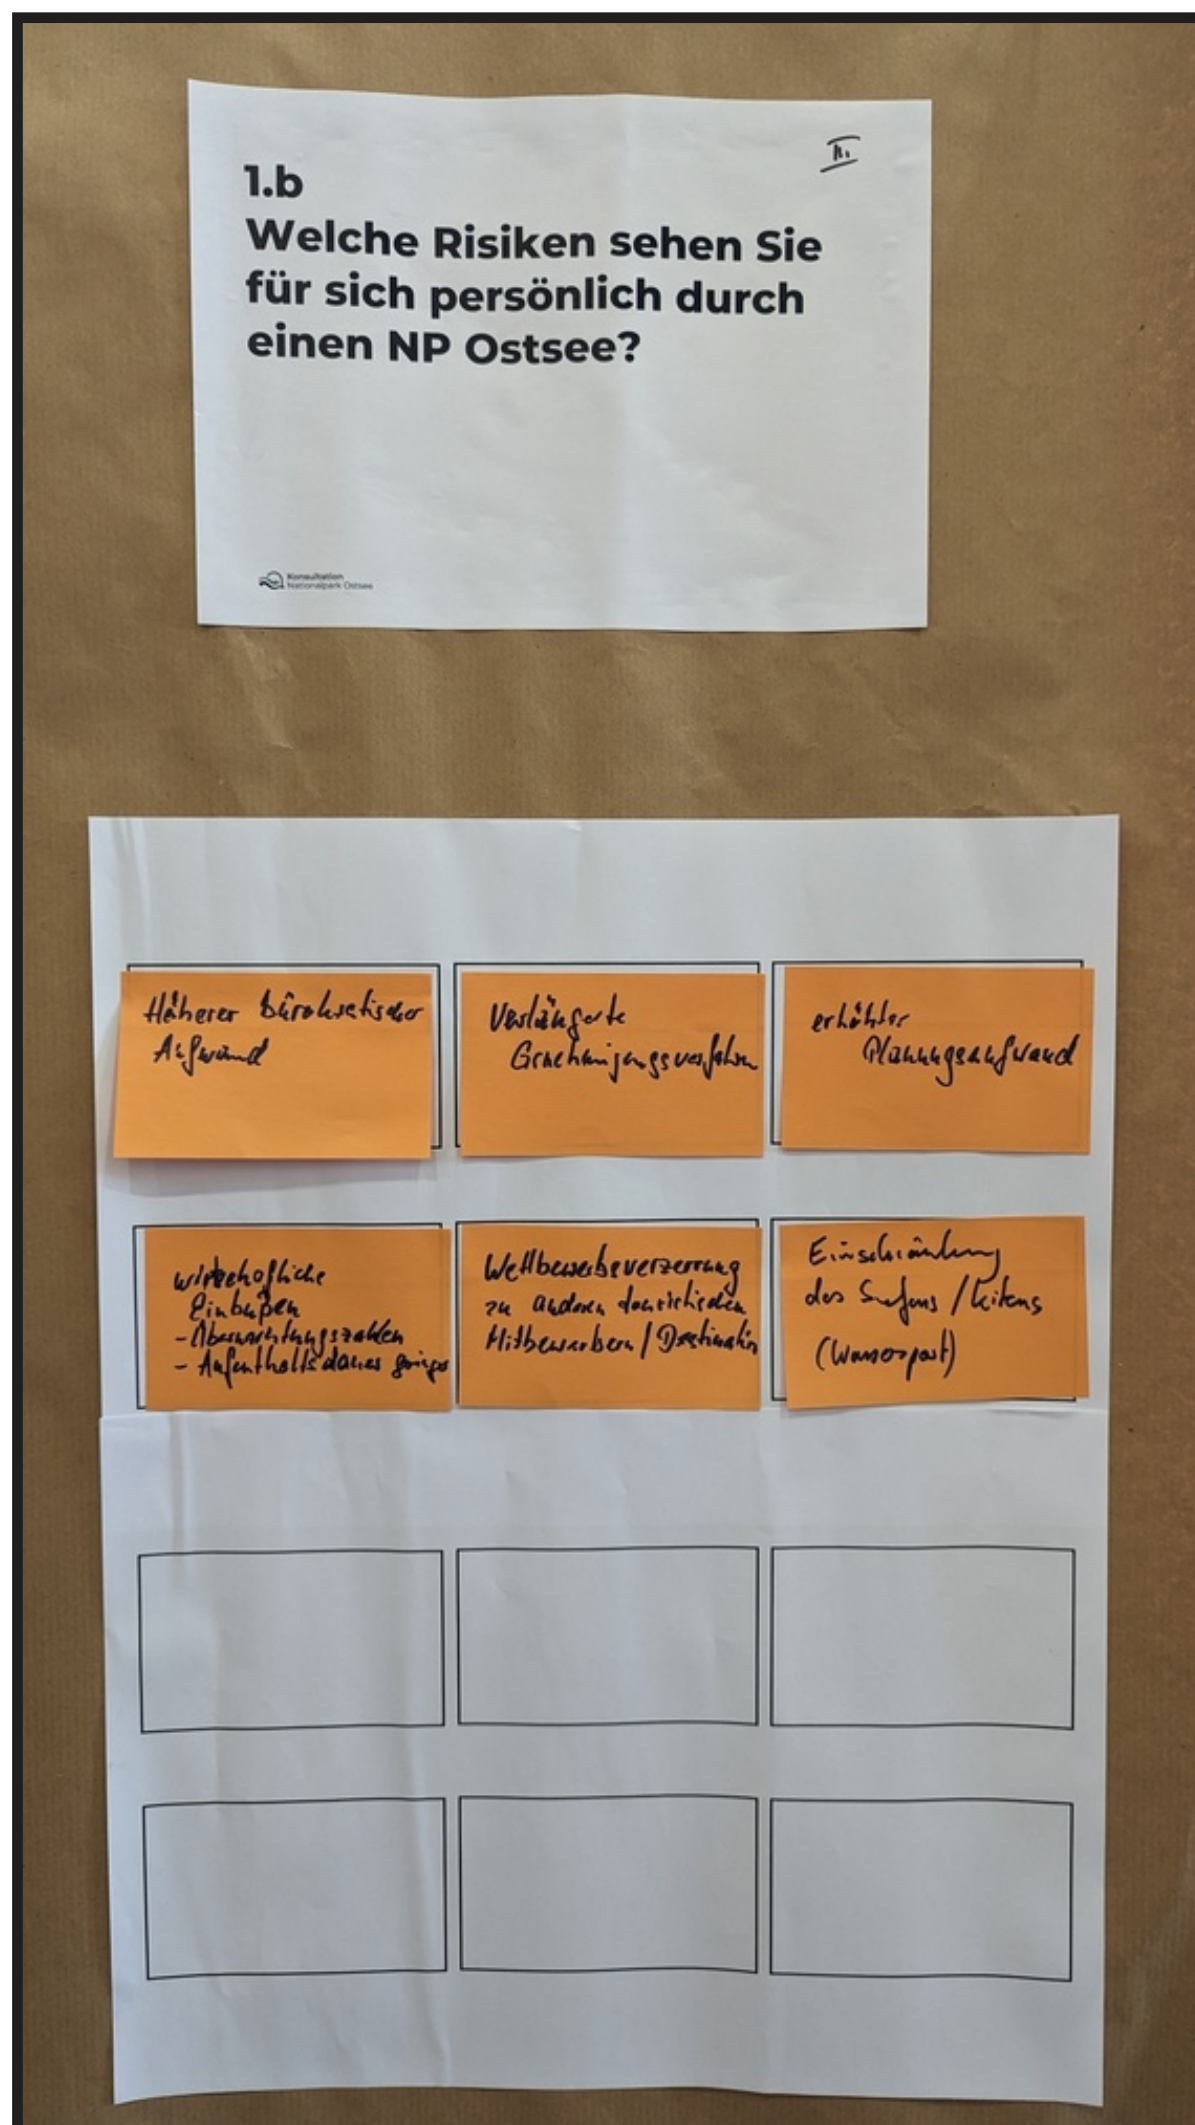 1.b
Welche Risiken sehen Sie
für sich persönlich durch
einen NP Ostsee?
Konsultation
Nationalpark Ostsee
Höherer bürokratischer
Aufwand
Verlängerte
Genehmigungsverfahren
erhöhter
Planungsaufwand
wirtschaftliche
Einbußen
- Übernachtungszahlen
- Aufenthaltsdauer geringer
Wettbewerbsverzerrung
zu anderen touristischen
Mitbewerbern / Destination
Einschränkung
des Surfens / Kitens
(Wassersport)